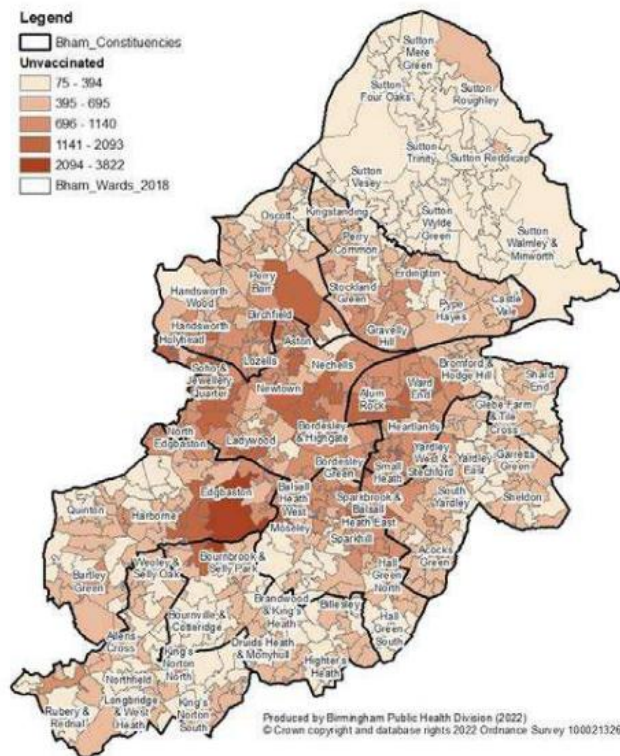 Legend
Bham_Constituencies
Unvaccinated
75 - 394
395 - 695
696 - 1140
1141 - 2093
2094 - 3822
Bham_Wards_2018
Sutton
Mere
Green
Sutton
Four Oaks
Sutton
Roughley
Sutton
Trinity
Sutton Reddicap
Sutton
Vesey
Sutton
Wylde
Green
Sutton
Walmley &
Minworth
Oscott
Kingstanding
Perry
Common
Erdington
Perry
Barr
Stockland
Green
Handsworth
Wood
Pype
Hayes
Castle
Vale
Birchfield
Handsworth
Holyhead
Gravelly
Hill
Aston
Lozells
Nechells
Bromford &
Hodge Hill
Shard
End
Soho &
Jewellery
Quarter
Newtown
Alum
Rock
Ward
End
Glebe Farm
& Tile
Cross
North
Edgbaston
Ladywood
Bordesley
& Highgate
Heartlands
Yardley
West &
Stechford
Yardley
East
Garretts
Green
Bordesley
Green
Small
Heath
Edgbaston
Balsall
Heath
West
Sparkbrook &
Balsall
Heath East
South
Yardley
Sheldon
Quinton
Harborne
Moseley
Sparkhill
Acocks
Green
Bartley
Green
Weoley &
Selly Oak
Bournbrook &
Selly Park
Hall
Green
North
Brandwood
& King's
Heath
Billesley
Bournville &
Cotteridge
Hall
Green
South
Allens
Cross
King's
Norton
North
Druids Heath
& Monyhull
Highter's
Heath
Northfield
Longbridge
& West
Heath
King's
Norton
South
Rubery &
Rednal
Produced by Birmingham Public Health Division (2022)
© Crown copyright and database rights 2022 Ordnance Survey 100021326